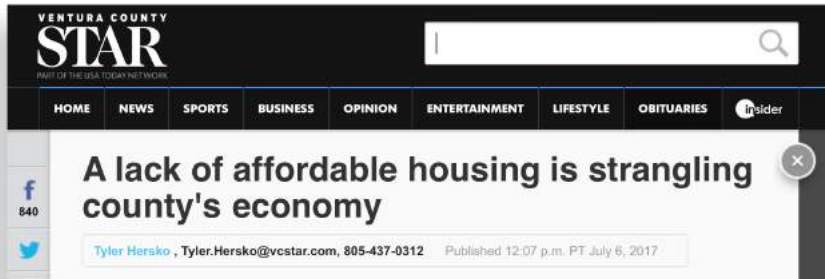 VENTURA COUNTY
STAR
PART OF THE USA TODAY NETWORK
HOME NEWS SPORTS BUSINESS OPINION ENTERTAINMENT LIFESTYLE OBITUARIES insider
A lack of affordable housing is strangling
county's economy
f
840
Tyler Hersko , Tyler.Hersko@vcstar.com, 805-437-0312 Published 12:07 p.m. PT July 6, 2017